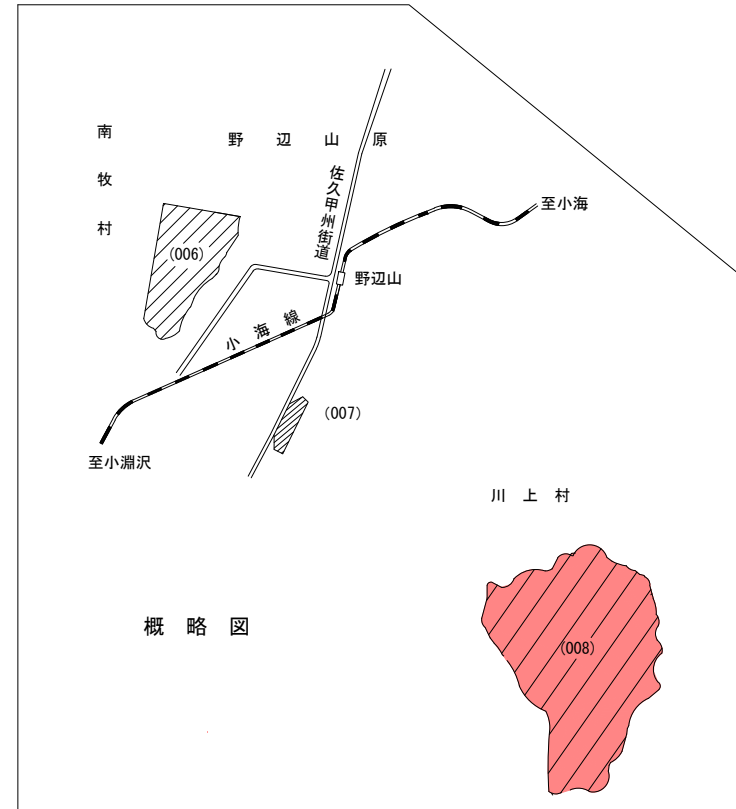 南牧村
野辺山原
佐久甲州街道
至小海
(006)
野辺山
小海線
(007)
至小淵沢
川上村
概略図
(008)